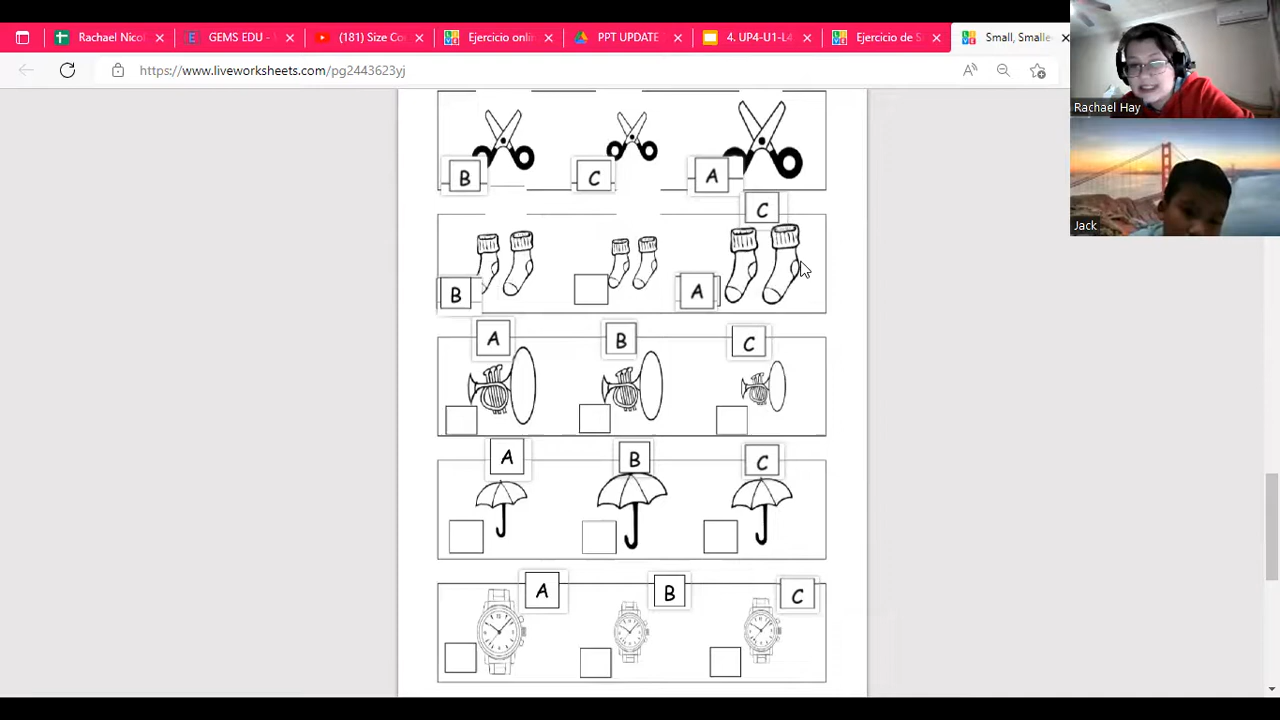 Rachael Nicol
GEMS EDU -
(181) Size Co
Ejercicio onlin
PPT UPDATE
4. UP4-U1-L4
Ejercicio de S
Small, Smalle
https://www.liveworksheets.com/pg2443623yj
Rachael Hay
Jack
B C A
C
B A
A B C
A B C
A B C